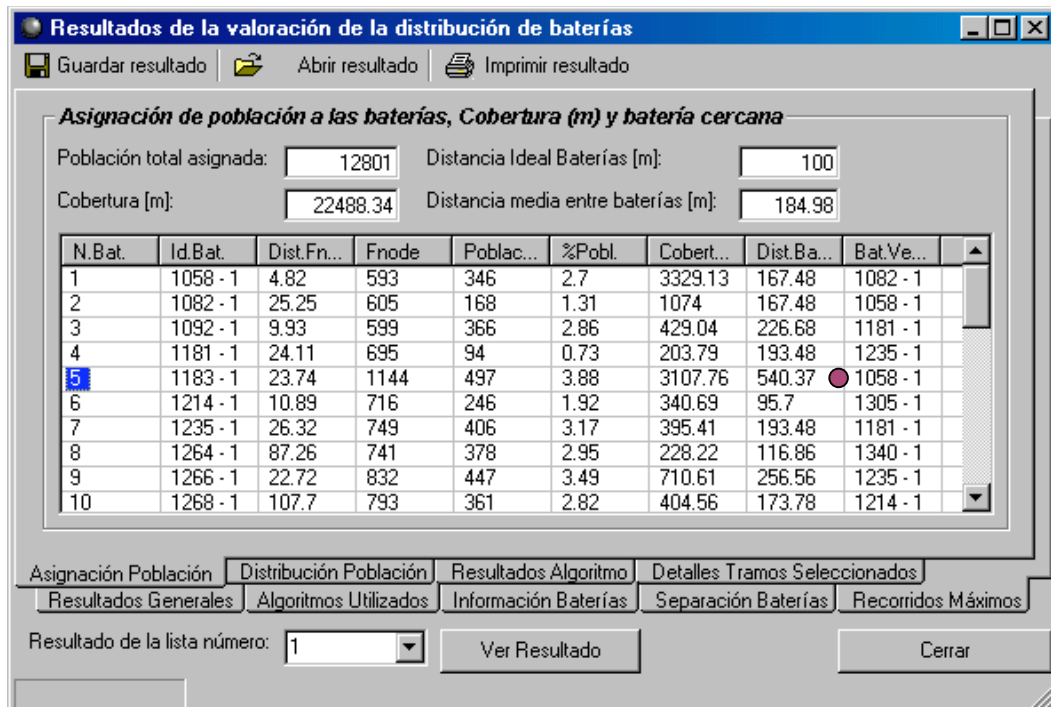 Resultados de la valoración de la distribución de baterías
Guardar resultado Abrir resultado Imprimir resultado
Asignación de población a las baterías, Cobertura (m) y batería cercana
Población total asignada: 12801 Distancia Ideal Baterías [m]: 100
Cobertura [m]: 22488.34 Distancia media entre baterías [m]: 184.98
N.Bat. Id.Bat. Dist.Fn... Fnode Poblac... %Pobl. Cobert... Dist.Ba... Bat.Ve...
1 1058 - 1 4.82 593 346 2.7 3329.13 167.48 1082 - 1
2 1082 - 1 25.25 605 168 1.31 1074 167.48 1058 - 1
3 1092 - 1 9.93 599 366 2.86 429.04 226.68 1181 - 1
4 1181 - 1 24.11 695 94 0.73 203.79 193.48 1235 - 1
5 1183 - 1 23.74 1144 497 3.88 3107.76 540.37 1058 - 1
6 1214 - 1 10.89 716 246 1.92 340.69 95.7 1305 - 1
7 1235 - 1 26.32 749 406 3.17 395.41 193.48 1181 - 1
8 1264 - 1 87.26 741 378 2.95 228.22 116.86 1340 - 1
9 1266 - 1 22.72 832 447 3.49 710.61 256.56 1235 - 1
10 1268 - 1 107.7 793 361 2.82 404.56 173.78 1214 - 1
Asignación Población Distribución Población Resultados Algoritmo Detalles Tramos Seleccionados
Resultados Generales Algoritmos Utilizados Información Baterías Separación Baterías Recorridos Máximos
Resultado de la lista número: 1 Ver Resultado Cerrar